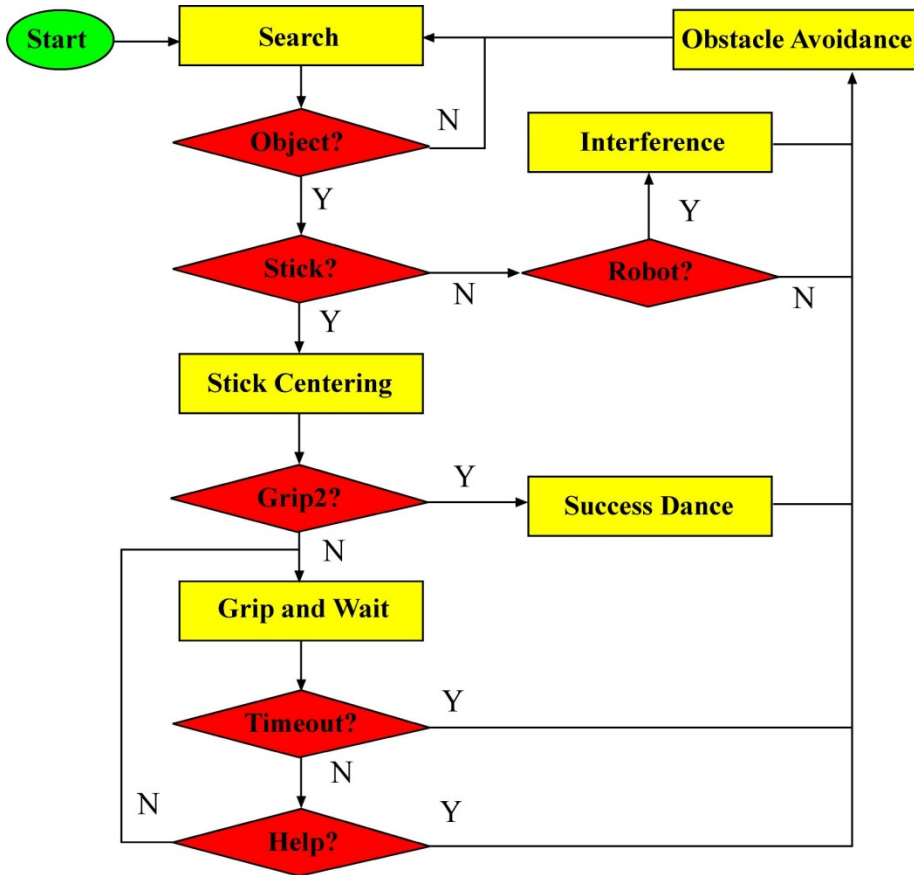 Start
Search
Obstacle Avoidance
Object?
N
Interference
Y
Y
Stick?
N
Robot?
N
Y
Stick Centering
Grip2?
Y
Success Dance
N
Grip and Wait
Timeout?
Y
N
N
Help?
Y